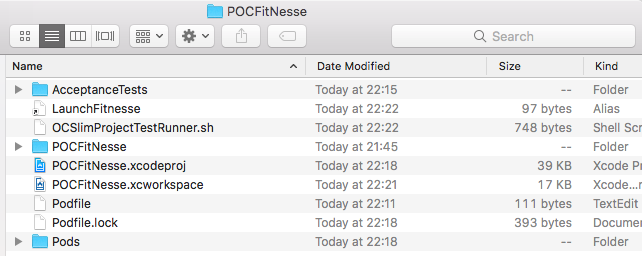 POCFitNesse
Search
Name Date Modified Size Kind
AcceptanceTests Today at 22:15 -- Folder
LaunchFitnesse Today at 22:22 97 bytes Alias
OCSlimProjectTestRunner.sh Today at 22:22 748 bytes Shell Scr
POCFitNesse Today at 21:45 -- Folder
POCFitNesse.xcodeproj Today at 22:18 39 KB Xcode Pr
POCFitNesse.xcworkspace Today at 22:21 17 KB Xcode...n
Podfile Today at 22:11 111 bytes TextEdit
Podfile.lock Today at 22:18 393 bytes Docume
Pods Today at 22:18 -- Folder